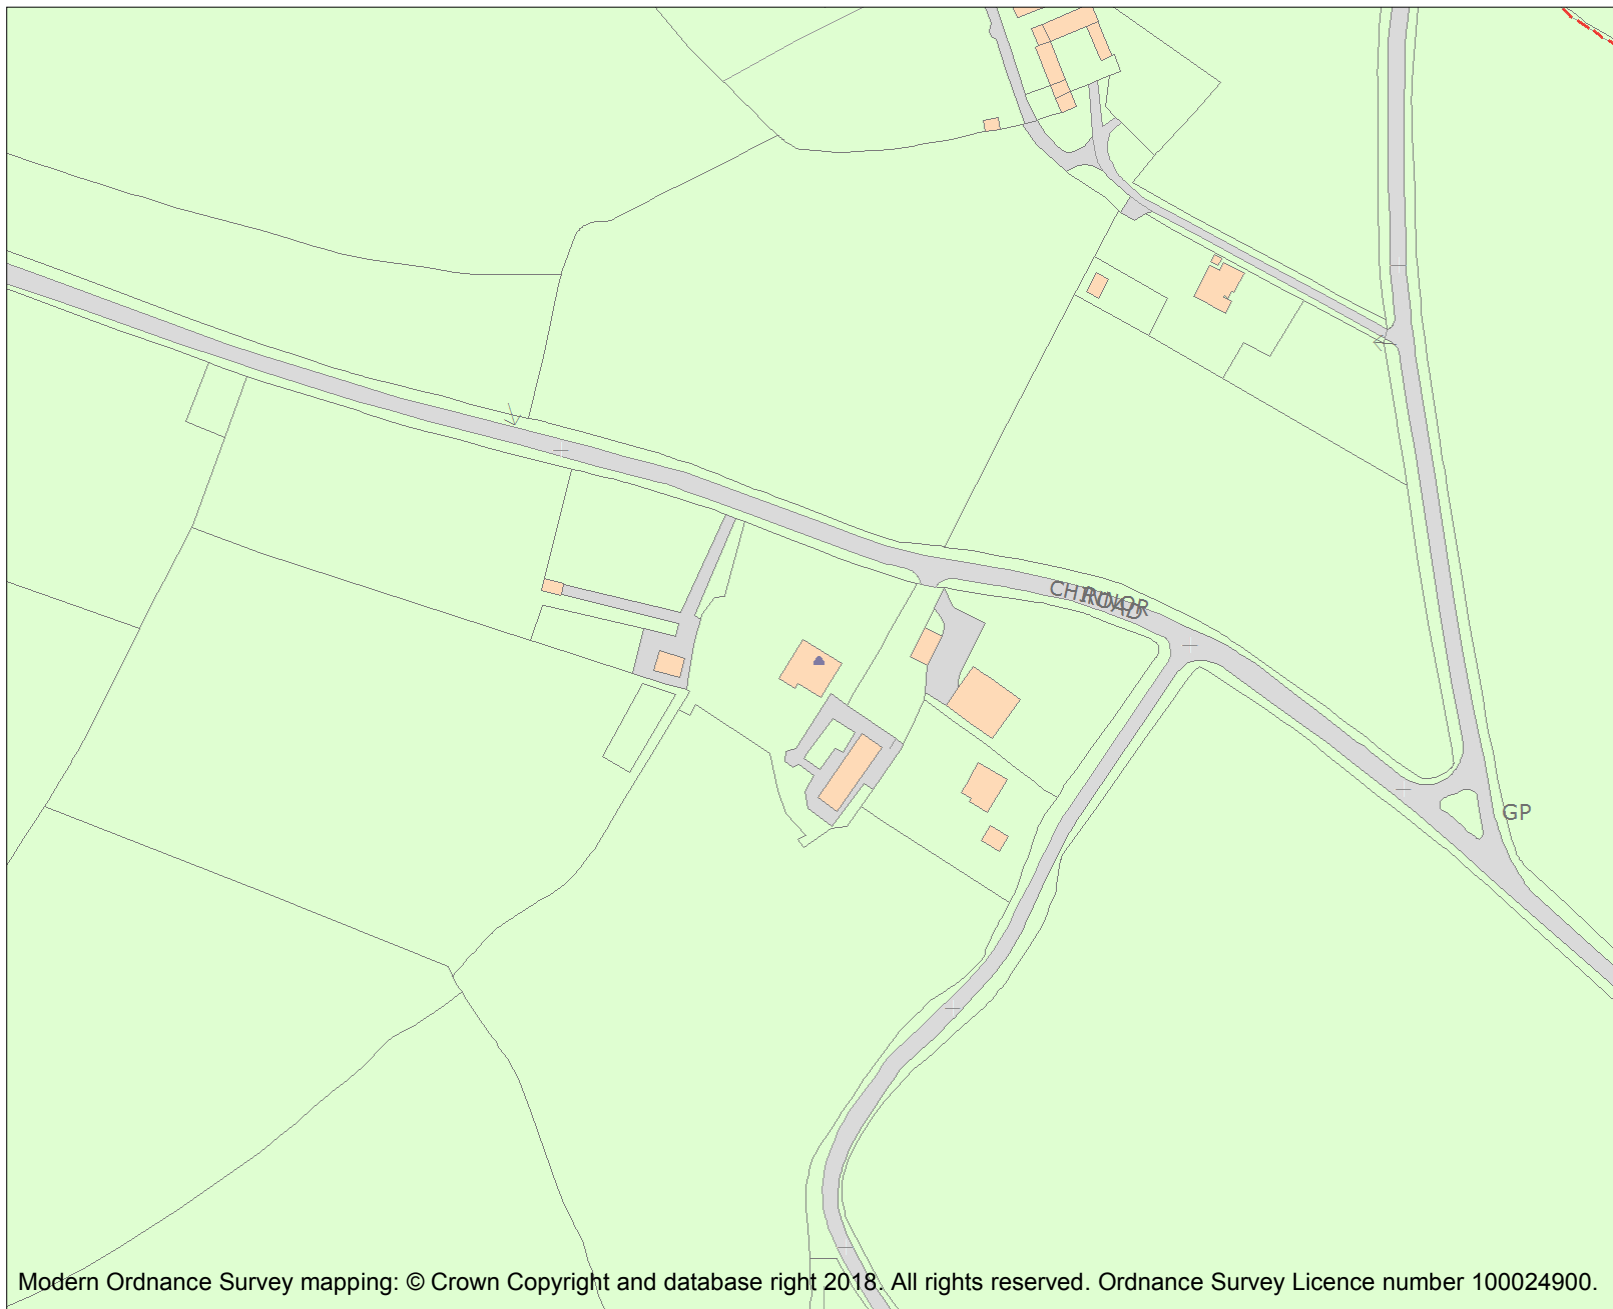 CHINNOR
ROAD
GP
Modern Ordnance Survey mapping: © Crown Copyright and database right 2018. All rights reserved. Ordnance Survey Licence number 100024900.